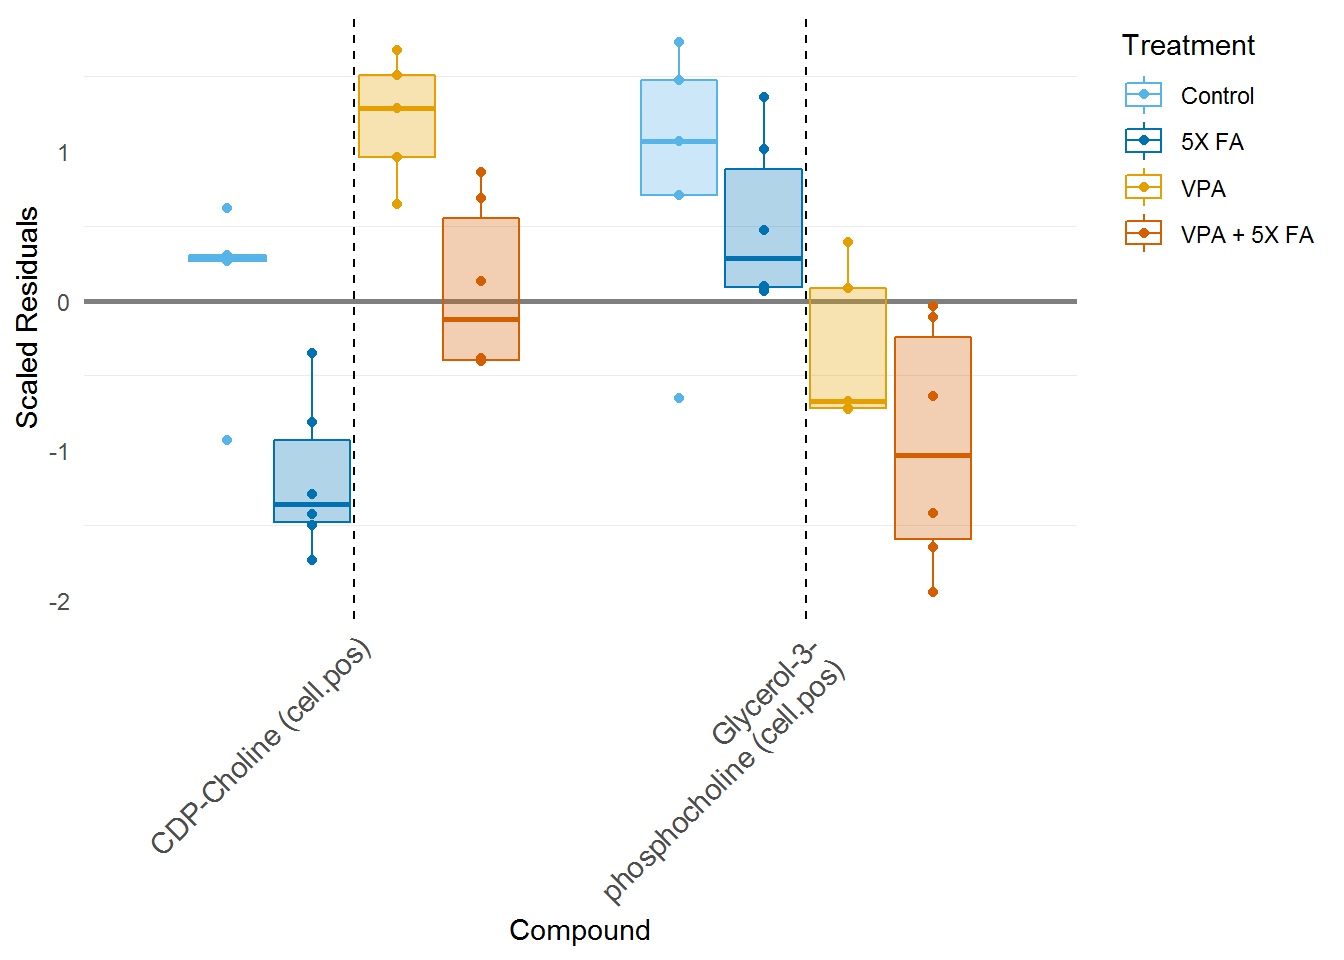 Treatment
Control
5X FA
VPA
VPA + 5X FA
Scaled Residuals
1
0
-1
-2
CDP-Choline (cell.pos)
Glycerol-3-
phosphocholine (cell.pos)
Compound